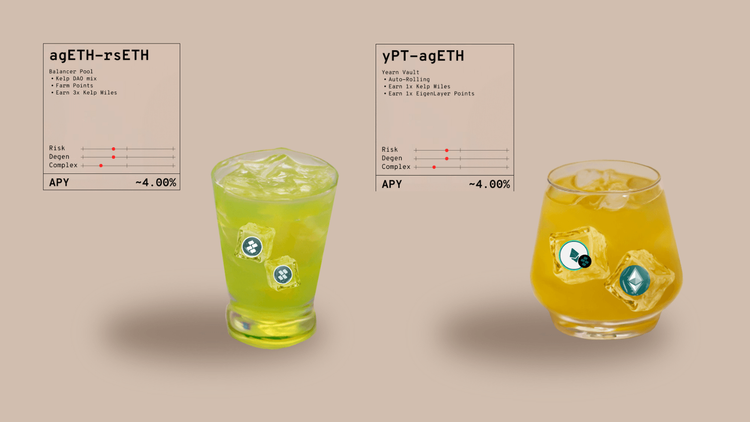 agETH-rsETH
Balancer Pool
• Kelp DAO mix
• Farm Points
• Earn 3x Kelp Miles
Risk
Degen
Complex
APY ~4.00%
yPT-agETH
Yearn Vault
• Auto-Rolling
• Earn 1x Kelp Miles
• Earn 1x EigenLayer Points
Risk
Degen
Complex
APY ~4.00%